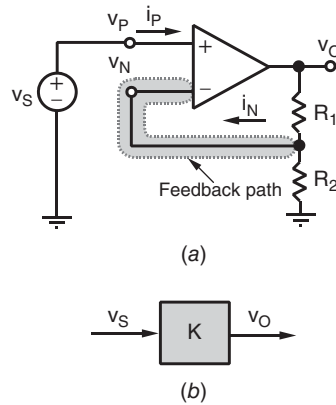 v_P i_P
v_N
v_O
+
−
v_S
+
−
i_N
R_1
Feedback path
R_2
(a)
v_S K v_O
(b)